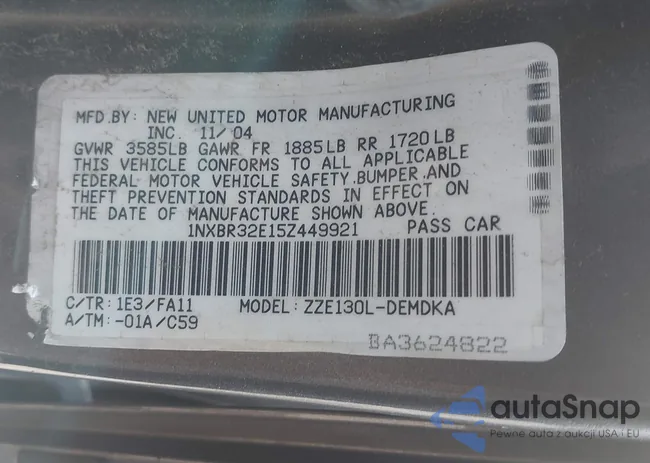 MFD.BY: NEW UNITED MOTOR MANUFACTURING
INC. 11/04
GVWR 3585LB GAWR FR 1885LB RR 1720LB
THIS VEHICLE CONFORMS TO ALL APPLICABLE
FEDERAL MOTOR VEHICLE SAFETY,BUMPER,AND
THEFT PREVENTION STANDARDS IN EFFECT ON
THE DATE OF MANUFACTURE SHOWN ABOVE.
1NXBR32E15Z449921 PASS CAR
C/TR: 1E3/FA11 MODEL: ZZE130L-DEMDKA
A/TM: -01A/C59
BA3624822
autaSnap
Pewne auta z aukcji USA i EU